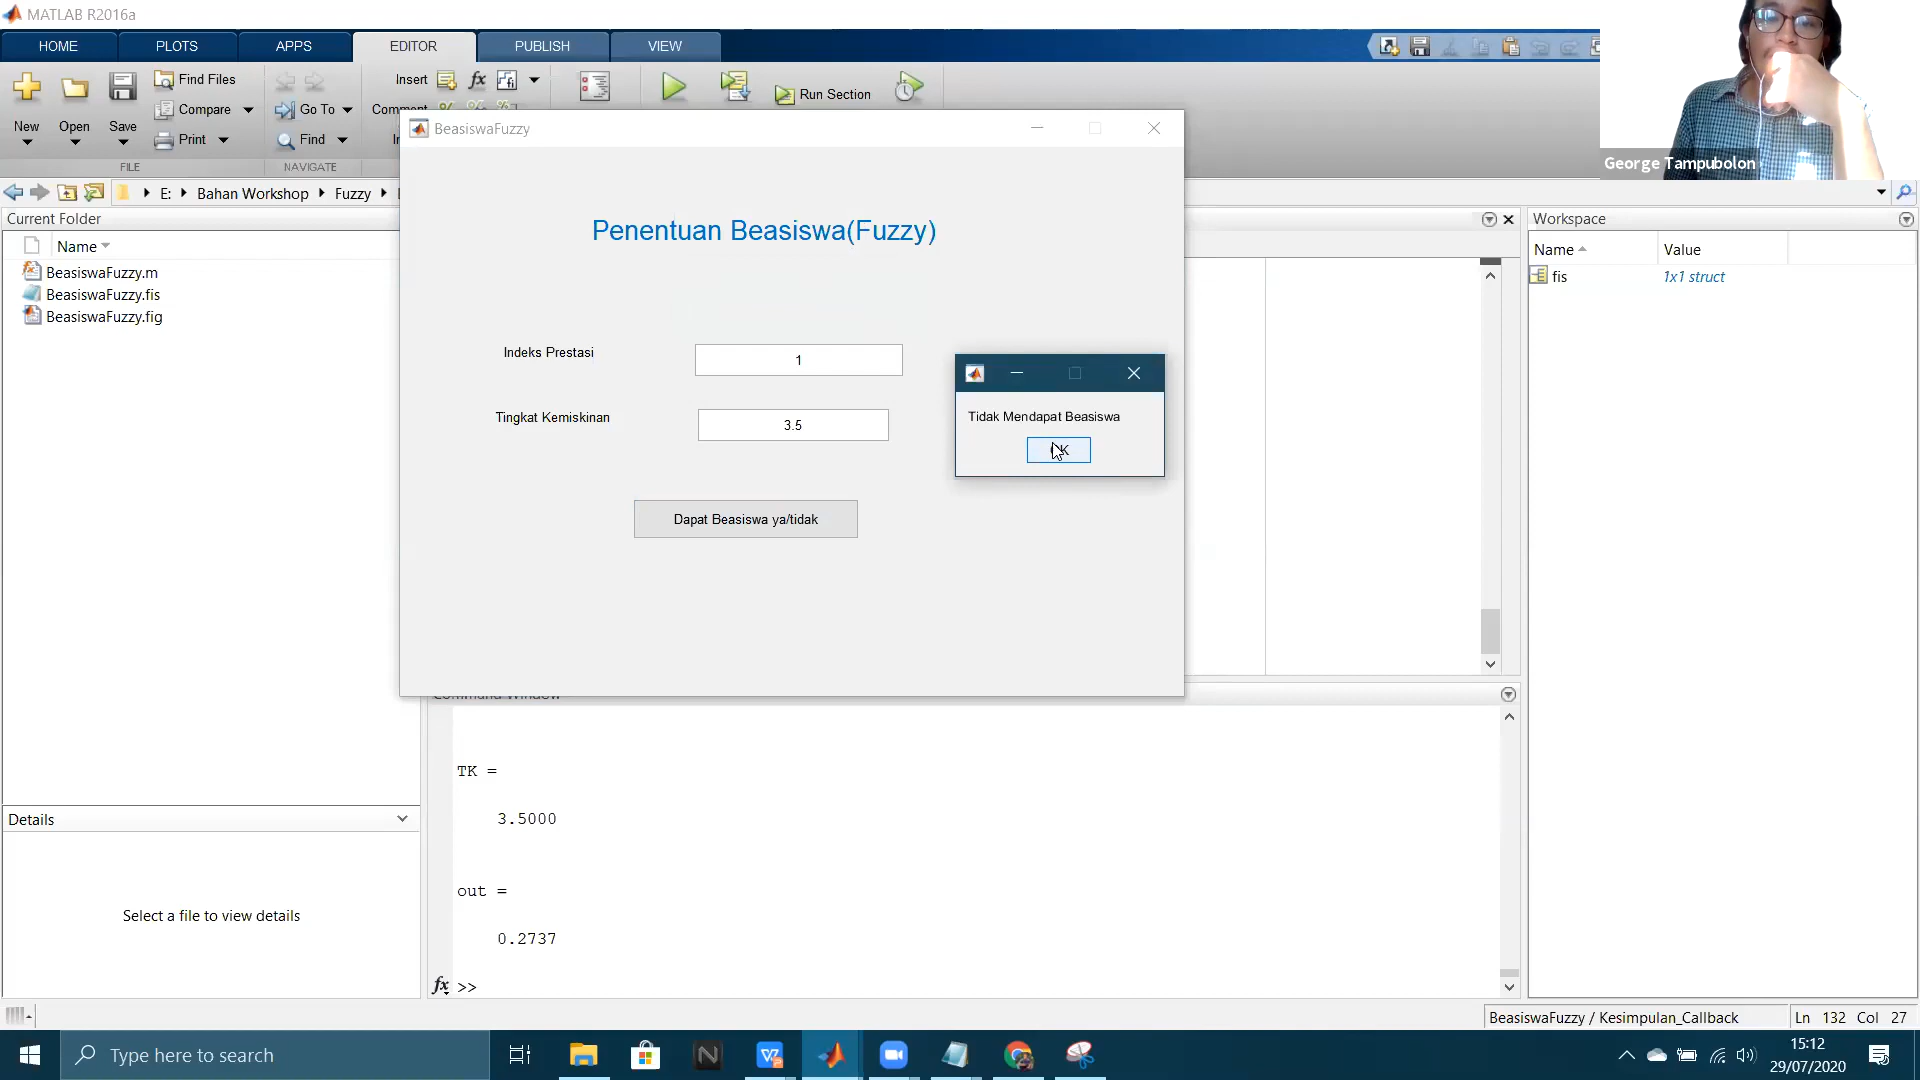 MATLAB R2016a
HOME PLOTS APPS EDITOR PUBLISH VIEW
New
Open
Save
Find Files
Compare
Print
FILE
Go To
Find
NAVIGATE
Insert
Run Section
E: Bahan Workshop Fuzzy
Current Folder
Name
BeasiswaFuzzy.m
BeasiswaFuzzy.fis
BeasiswaFuzzy.fig
Details
Select a file to view details
BeasiswaFuzzy
Penentuan Beasiswa(Fuzzy)
Indeks Prestasi
1
Tingkat Kemiskinan
3.5
Dapat Beasiswa ya/tidak
Tidak Mendapat Beasiswa
TK =
3.5000
out =
0.2737
fx >>
George Tampubolon
Workspace
Name Value
fis 1x1 struct
BeasiswaFuzzy / Kesimpulan_Callback
Ln 132 Col 27
Type here to search
15:12
29/07/2020